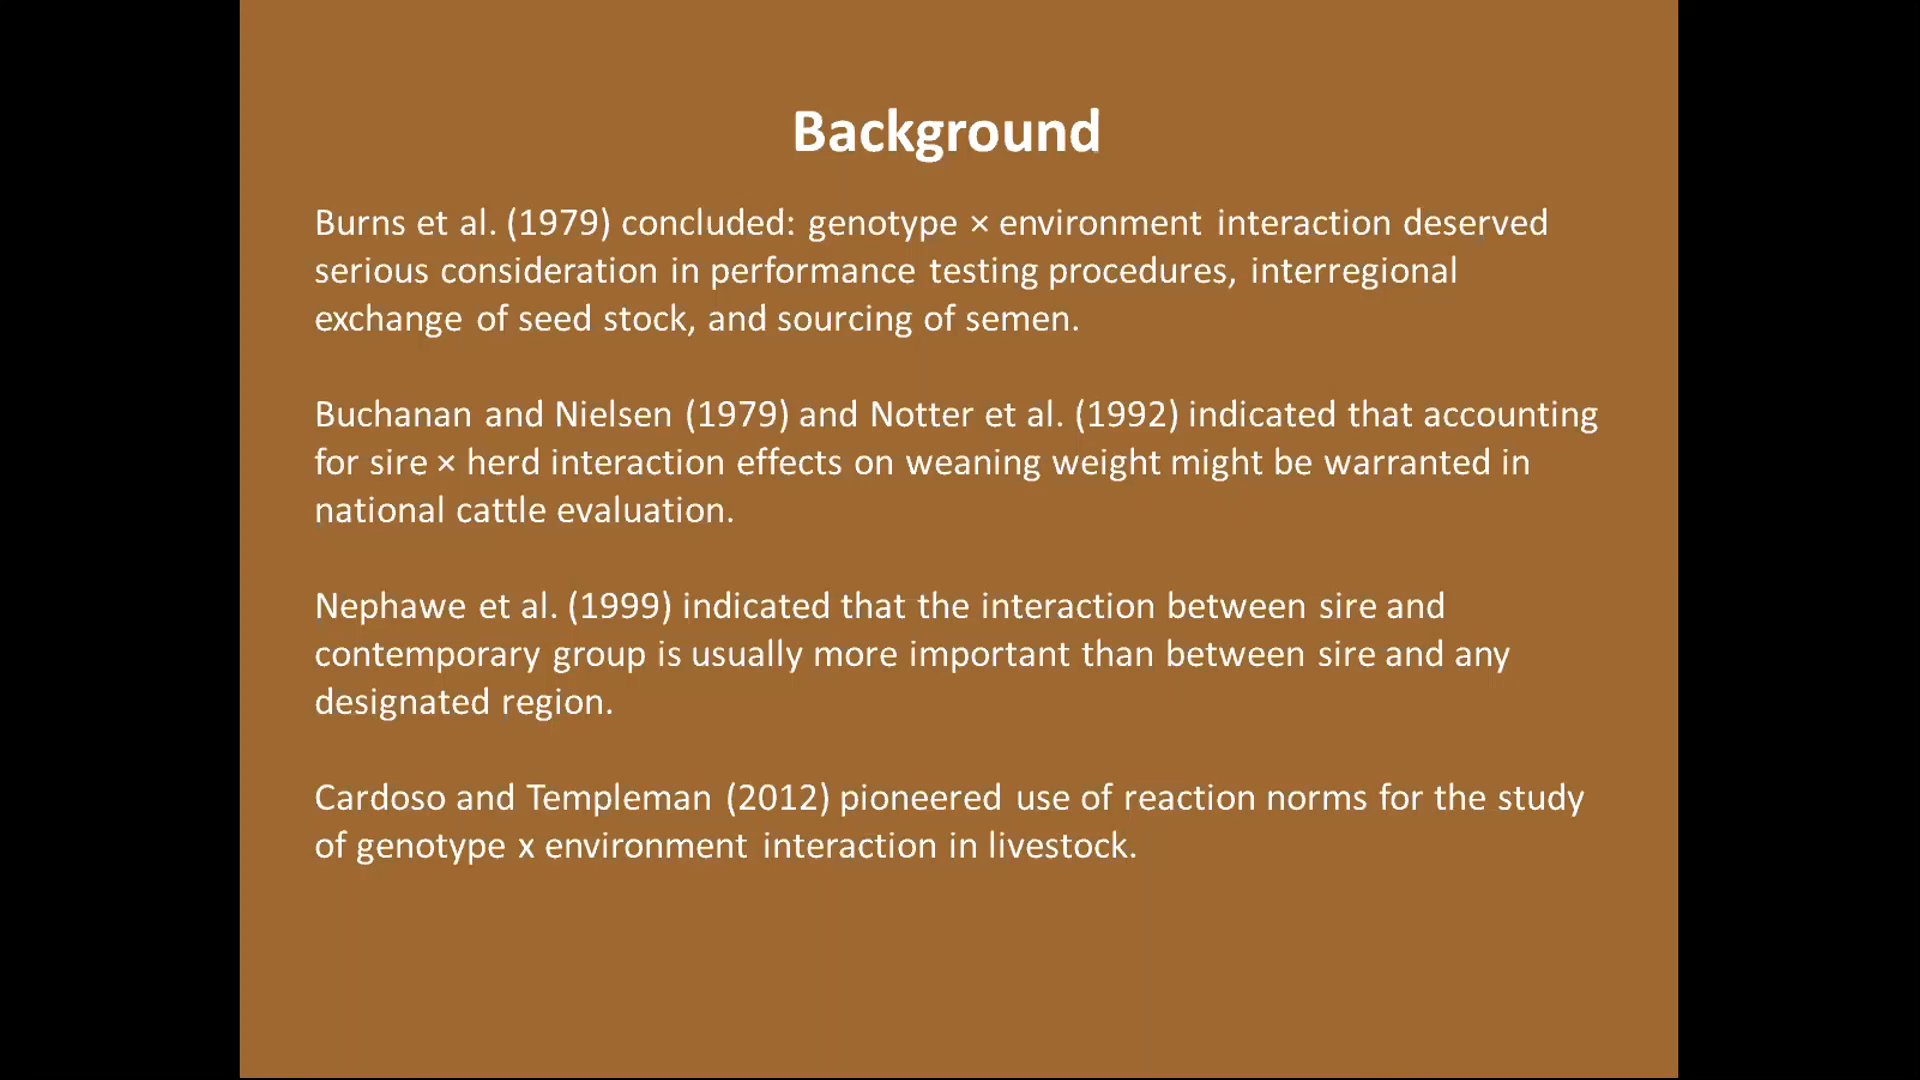 Background
Burns et al. (1979) concluded: genotype × environment interaction deserved
serious consideration in performance testing procedures, interregional
exchange of seed stock, and sourcing of semen.
Buchanan and Nielsen (1979) and Notter et al. (1992) indicated that accounting
for sire × herd interaction effects on weaning weight might be warranted in
national cattle evaluation.
Nephawe et al. (1999) indicated that the interaction between sire and
contemporary group is usually more important than between sire and any
designated region.
Cardoso and Templeman (2012) pioneered use of reaction norms for the study
of genotype x environment interaction in livestock.